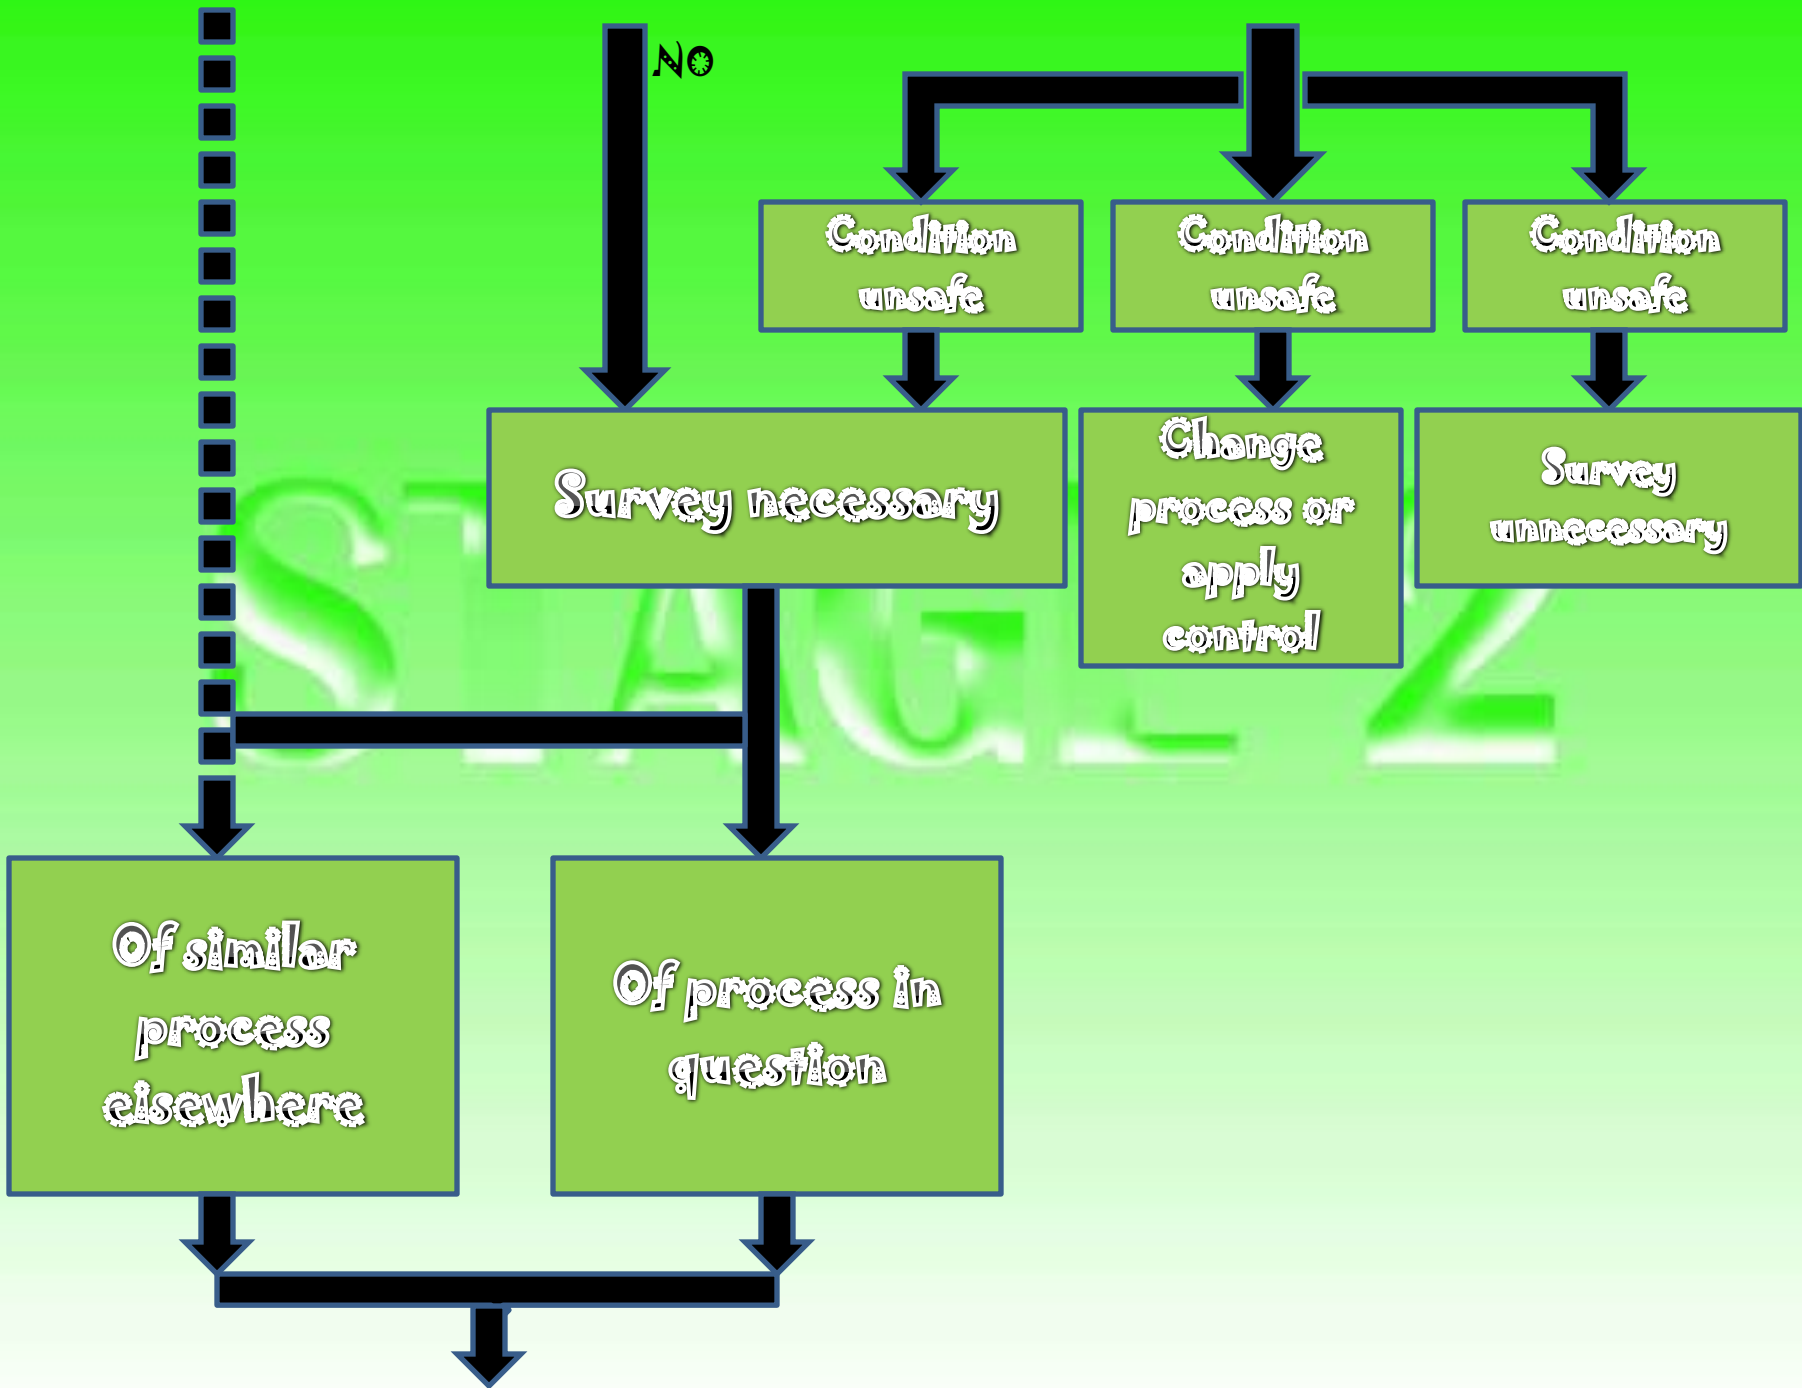 NO
Condition
unsafe
Condition
unsafe
Condition
unsafe
Survey necessary
Change
process or
apply
control
Survey
unnecessary
STAGE 2
Of similar
process
eisewhere
Of process in
question